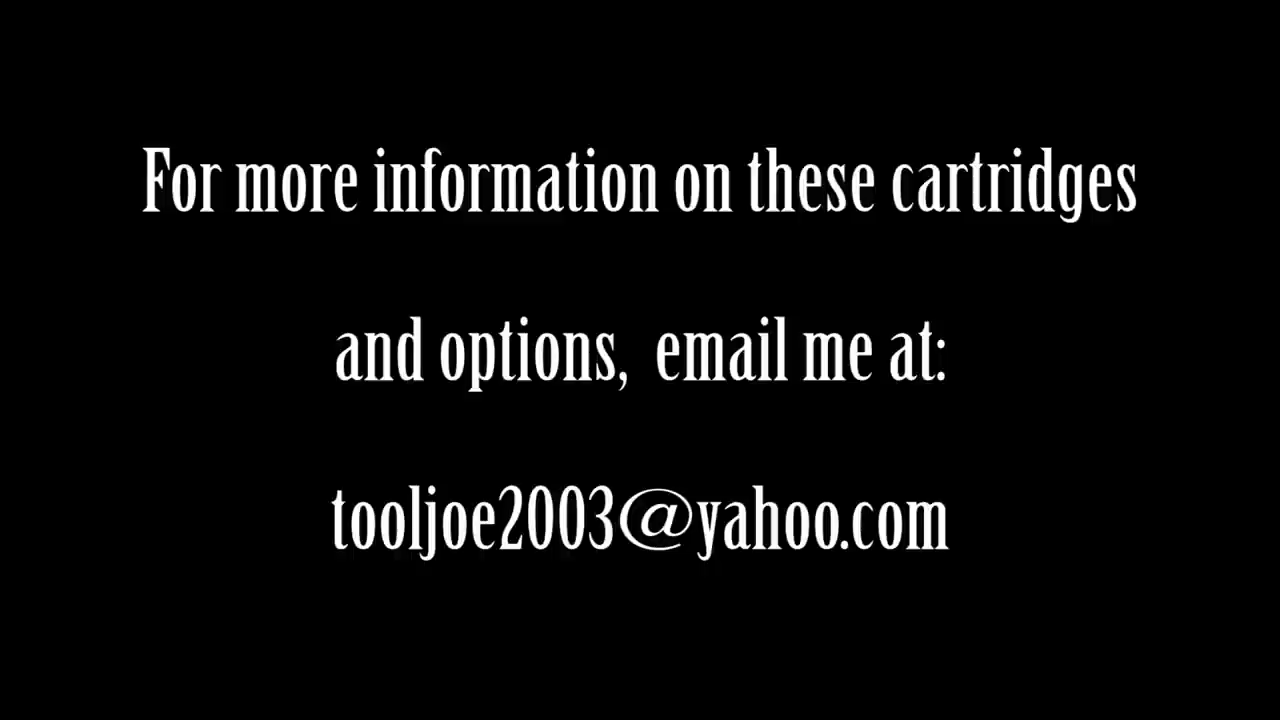 For more information on these cartridges
and options,  email me at:
tooljoe2003@yahoo.com